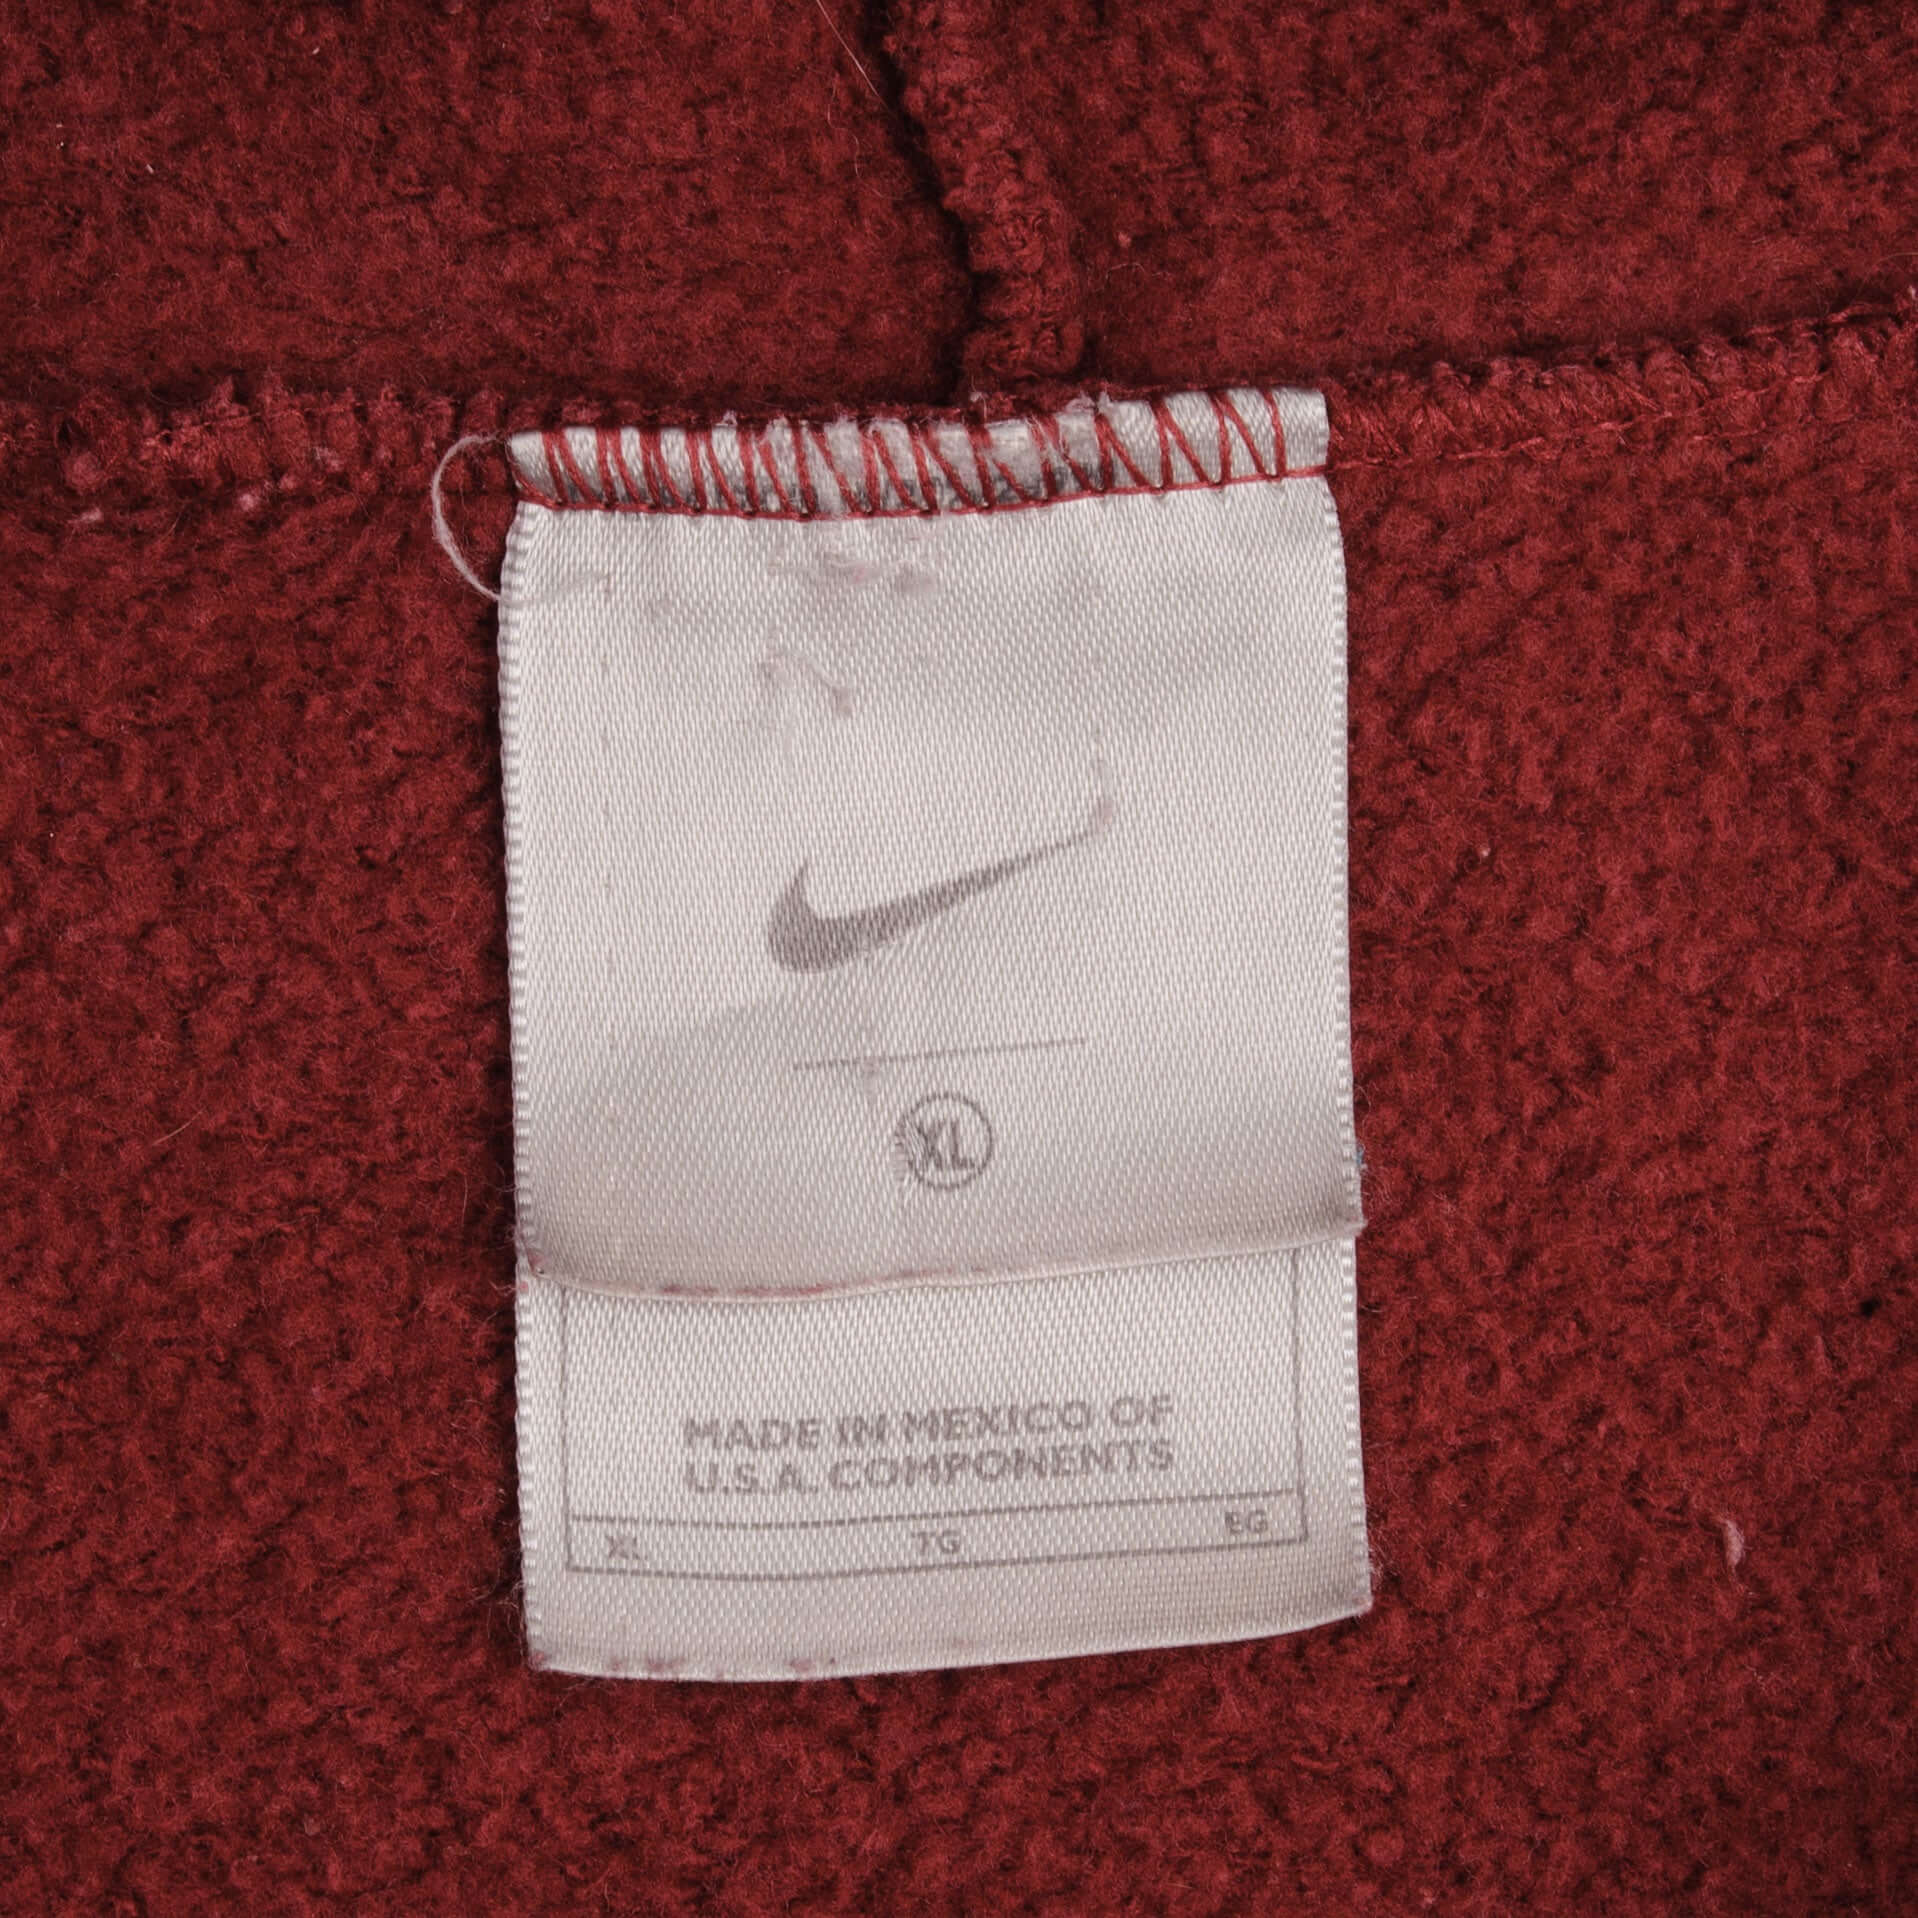 XL
MADE IN MEXICO OF
U.S.A. COMPONENTS
XL TG EG